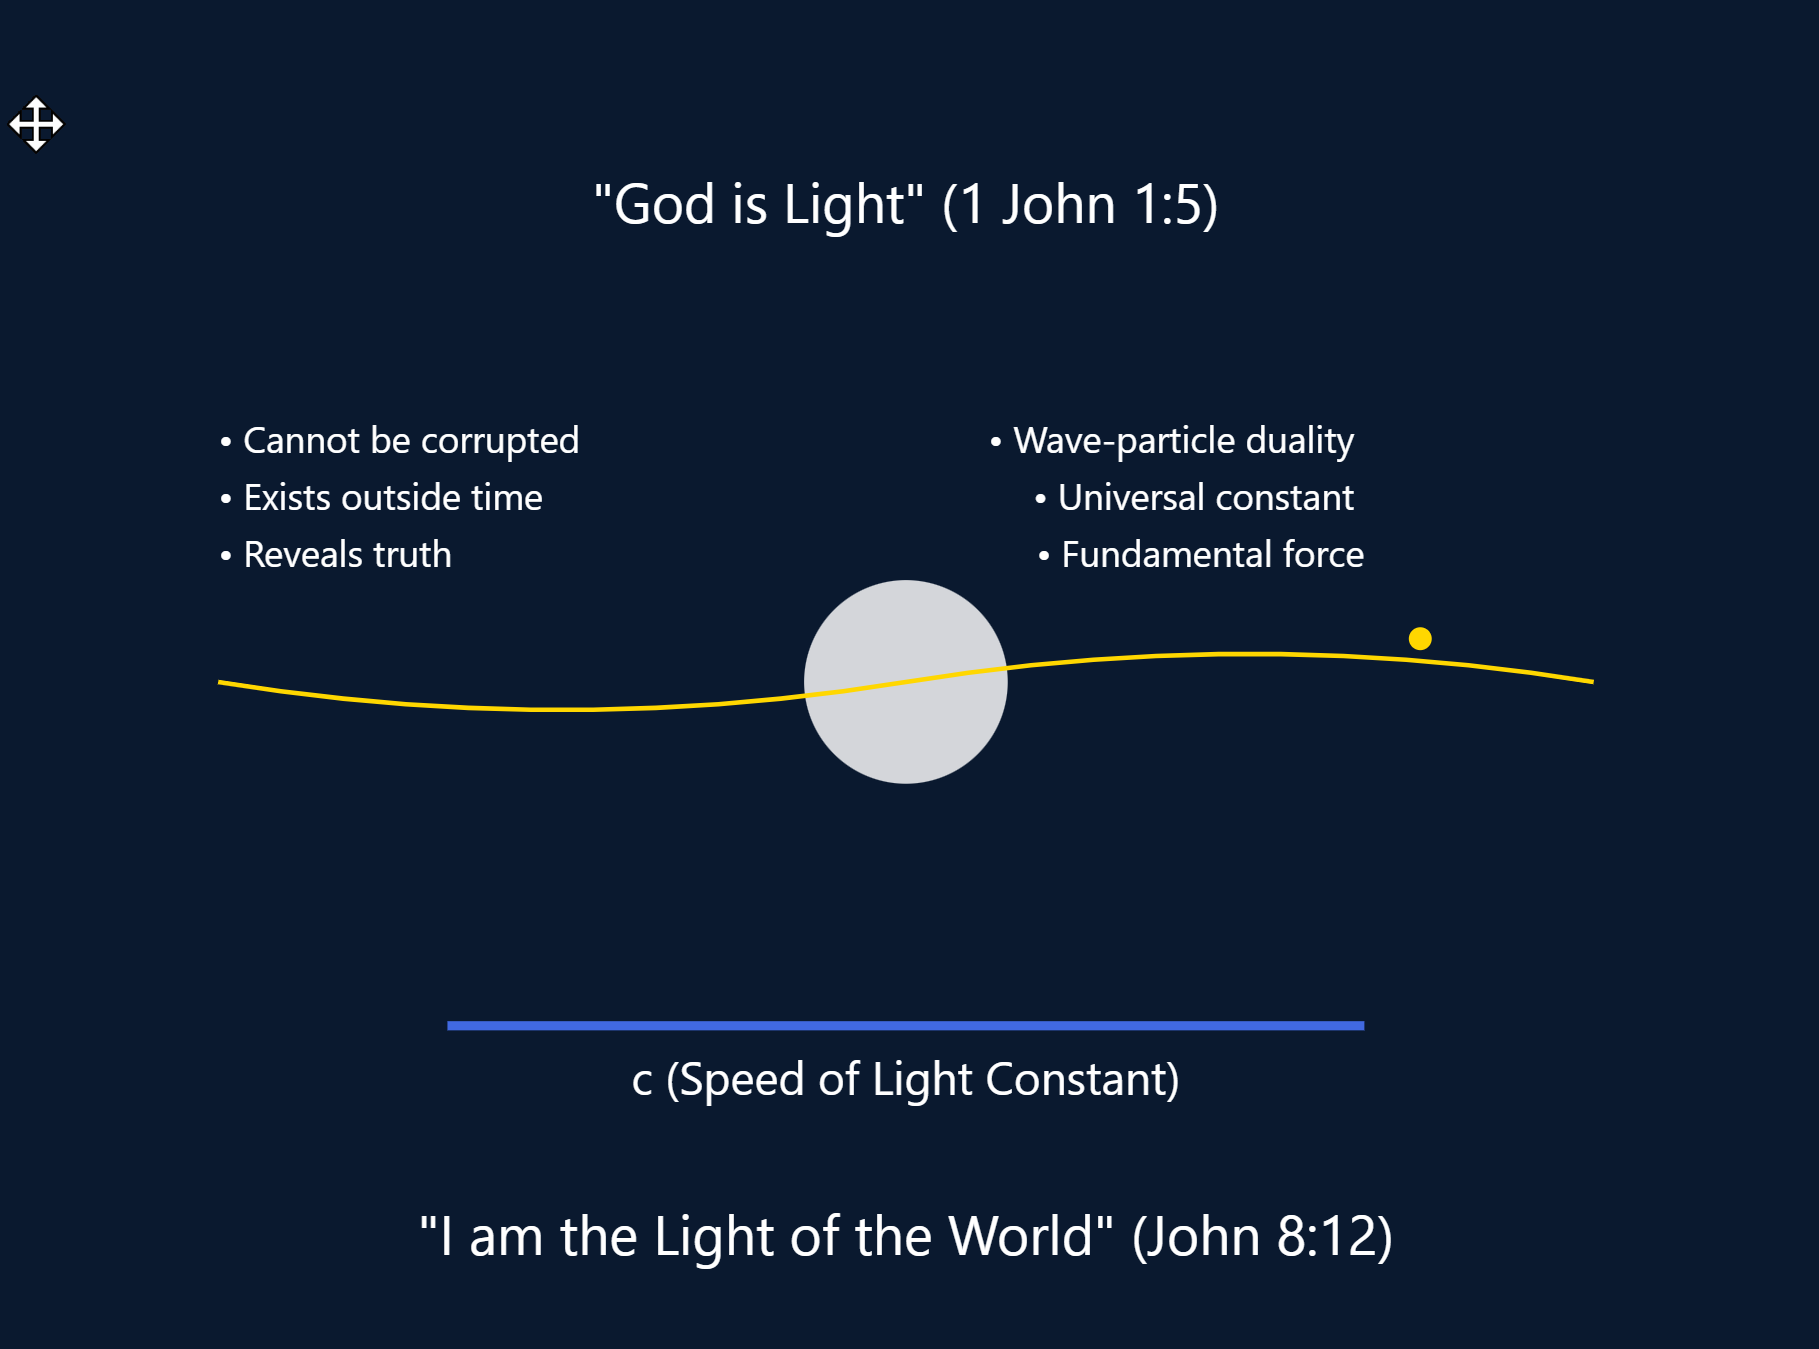 "God is Light" (1 John 1:5)
• Cannot be corrupted
• Exists outside time
• Reveals truth
• Wave-particle duality
• Universal constant
• Fundamental force
c (Speed of Light Constant)
"I am the Light of the World" (John 8:12)